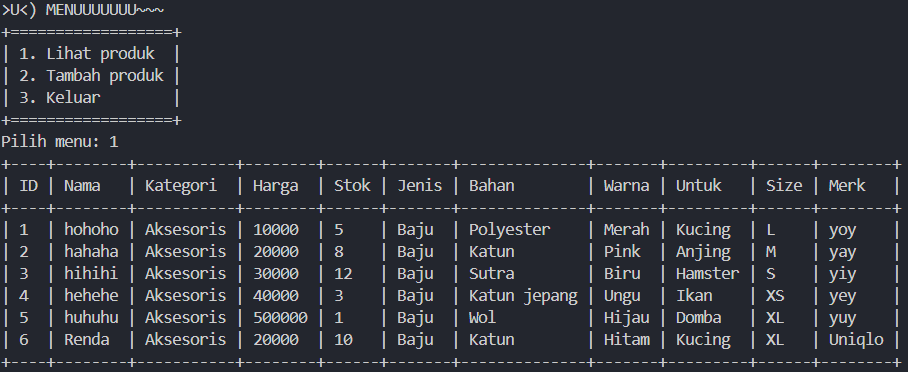 >U<) MENUUUUUUU~~~
+==================+
| 1. Lihat produk  |
| 2. Tambah produk |
| 3. Keluar        |
+==================+
Pilih menu: 1
+----+--------+-----------+--------+------+-------+--------------+-------+---------+------+--------+
| ID | Nama   | Kategori  | Harga  | Stok | Jenis | Bahan        | Warna | Untuk   | Size | Merk   |
+----+--------+-----------+--------+------+-------+--------------+-------+---------+------+--------+
| 1  | hohoho | Aksesoris | 10000  | 5    | Baju  | Polyester    | Merah | Kucing  | L    | yoy    |
| 2  | hahaha | Aksesoris | 20000  | 8    | Baju  | Katun        | Pink  | Anjing  | M    | yay    |
| 3  | hihihi | Aksesoris | 30000  | 12   | Baju  | Sutra        | Biru  | Hamster | S    | yiy    |
| 4  | hehehe | Aksesoris | 40000  | 3    | Baju  | Katun jepang | Ungu  | Ikan    | XS   | yey    |
| 5  | huhuhu | Aksesoris | 500000 | 1    | Baju  | Wol          | Hijau | Domba   | XL   | yuy    |
| 6  | Renda  | Aksesoris | 20000  | 10   | Baju  | Katun        | Hitam | Kucing  | XL   | Uniqlo |
+----+--------+-----------+--------+------+-------+--------------+-------+---------+------+--------+